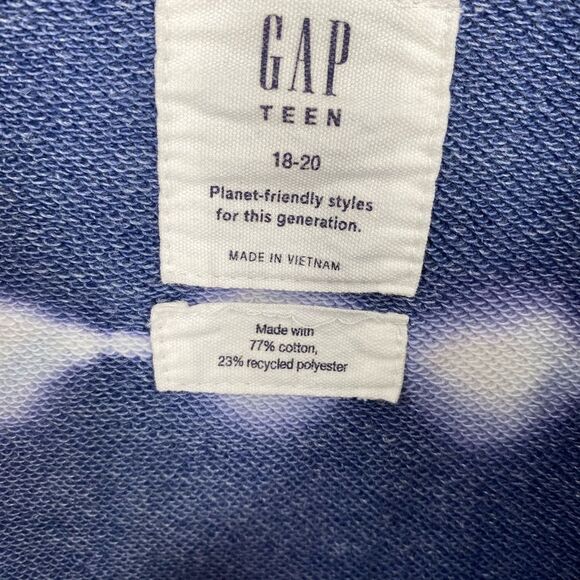 GAP
TEEN
18-20
Planet-friendly styles
for this generation.
MADE IN VIETNAM
Made with
77% cotton,
23% recycled polyester